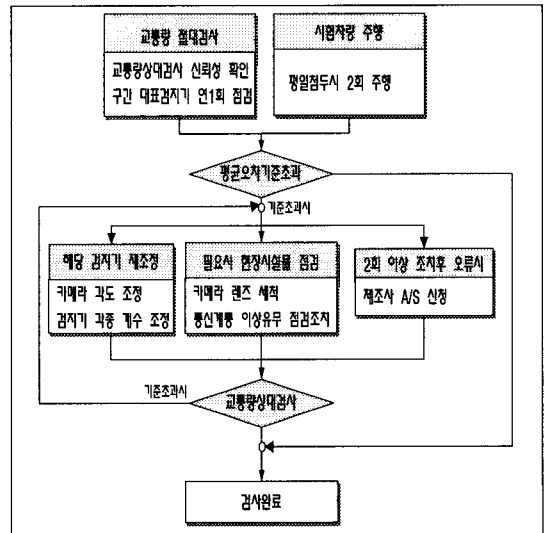 교통량 절대검사
교통량상대검사 신뢰성 확인
구간 대표검지기 연1회 점검
시험차량 주행
평일첨두시 2회 주행
평균오차기준초과
기준초과시
해당 검지기 재조정
카메라 각도 조정
검지기 각종 계수 조정
필요시 현장시설물 점검
카메라 렌즈 세척
통신계통 이상유무 점검조치
2회 이상 조치후 오류시
제조사 A/S 신청
기준초과시
교통량상대검사
검사완료